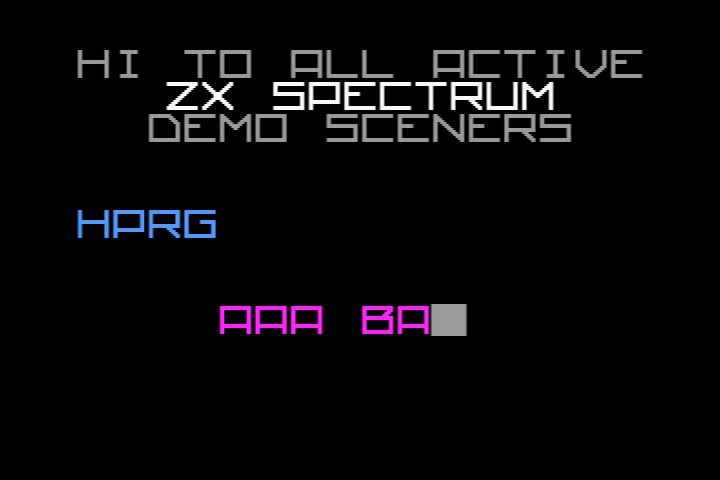 HI TO ALL ACTIVE
ZX SPECTRUM
DEMO SCENERS
HPRG
AAA BA